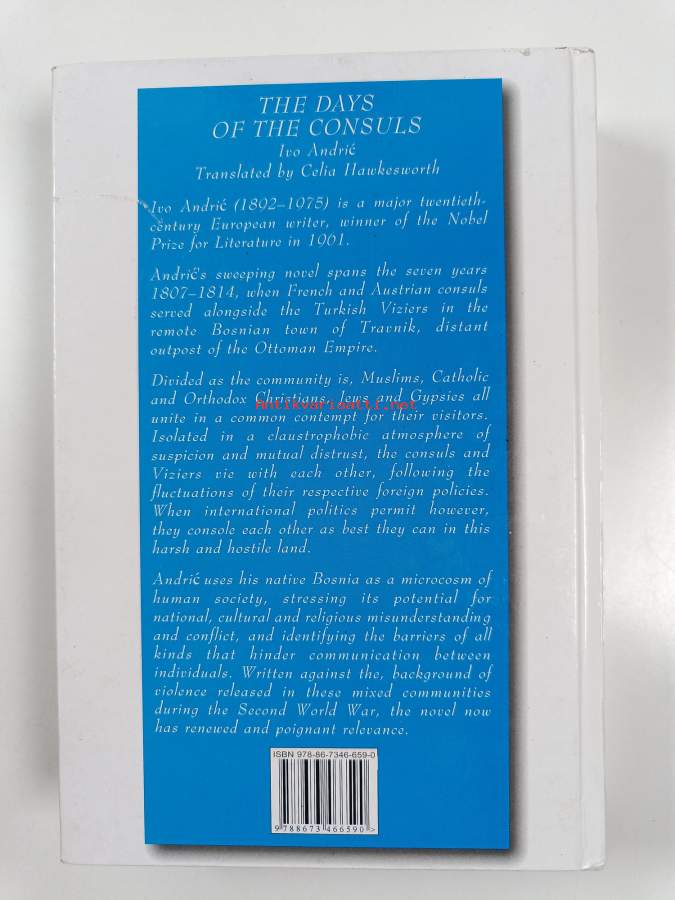 THE DAYS
OF THE CONSULS
Ivo Andrić
Translated by Celia Hawkesworth
Ivo Andrić (1892–1975) is a major twentieth-
century European writer, winner of the Nobel
Prize for Literature in 1961.
Andrić's sweeping novel spans the seven years
1807–1814, when French and Austrian consuls
served alongside the Turkish Viziers in the
remote Bosnian town of Travnik, distant
outpost of the Ottoman Empire.
Divided as the community is, Muslims, Catholic
and Orthodox Christians, Jews and Gypsies all
Antikvariaatti.net
unite in a common contempt for their visitors.
Isolated in a claustrophobic atmosphere of
suspicion and mutual distrust, the consuls and
Viziers vie with each other, following the
fluctuations of their respective foreign policies.
When international politics permit however,
they console each other as best they can in this
harsh and hostile land.
Andrić uses his native Bosnia as a microcosm of
human society, stressing its potential for
national, cultural and religious misunderstanding
and conflict, and identifying the barriers of all
kinds that hinder communication between
individuals. Written against the, background of
violence released in these mixed communities
during the Second World War, the novel now
has renewed and poignant relevance.
ISBN 978-86-7346-659-0
9 788673 466590 >